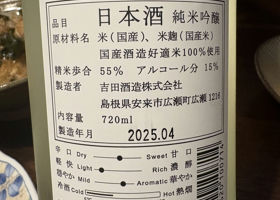 品目 日本酒 純米吟醸
原材料名 米(国産)、米麹(国産米)
国産酒造好適米100%使用
精米歩合 55% アルコール分 15%
製造者 吉田酒造株式会社
島根県安来市広瀬町広瀬1216
内容量 720ml
製造年月 2025.04
辛口 Dry Sweet 甘口
軽快 Light Rich 濃醇
穏やか Mild Aromatic 華やか
冷酒 Cold Hot 熱燗